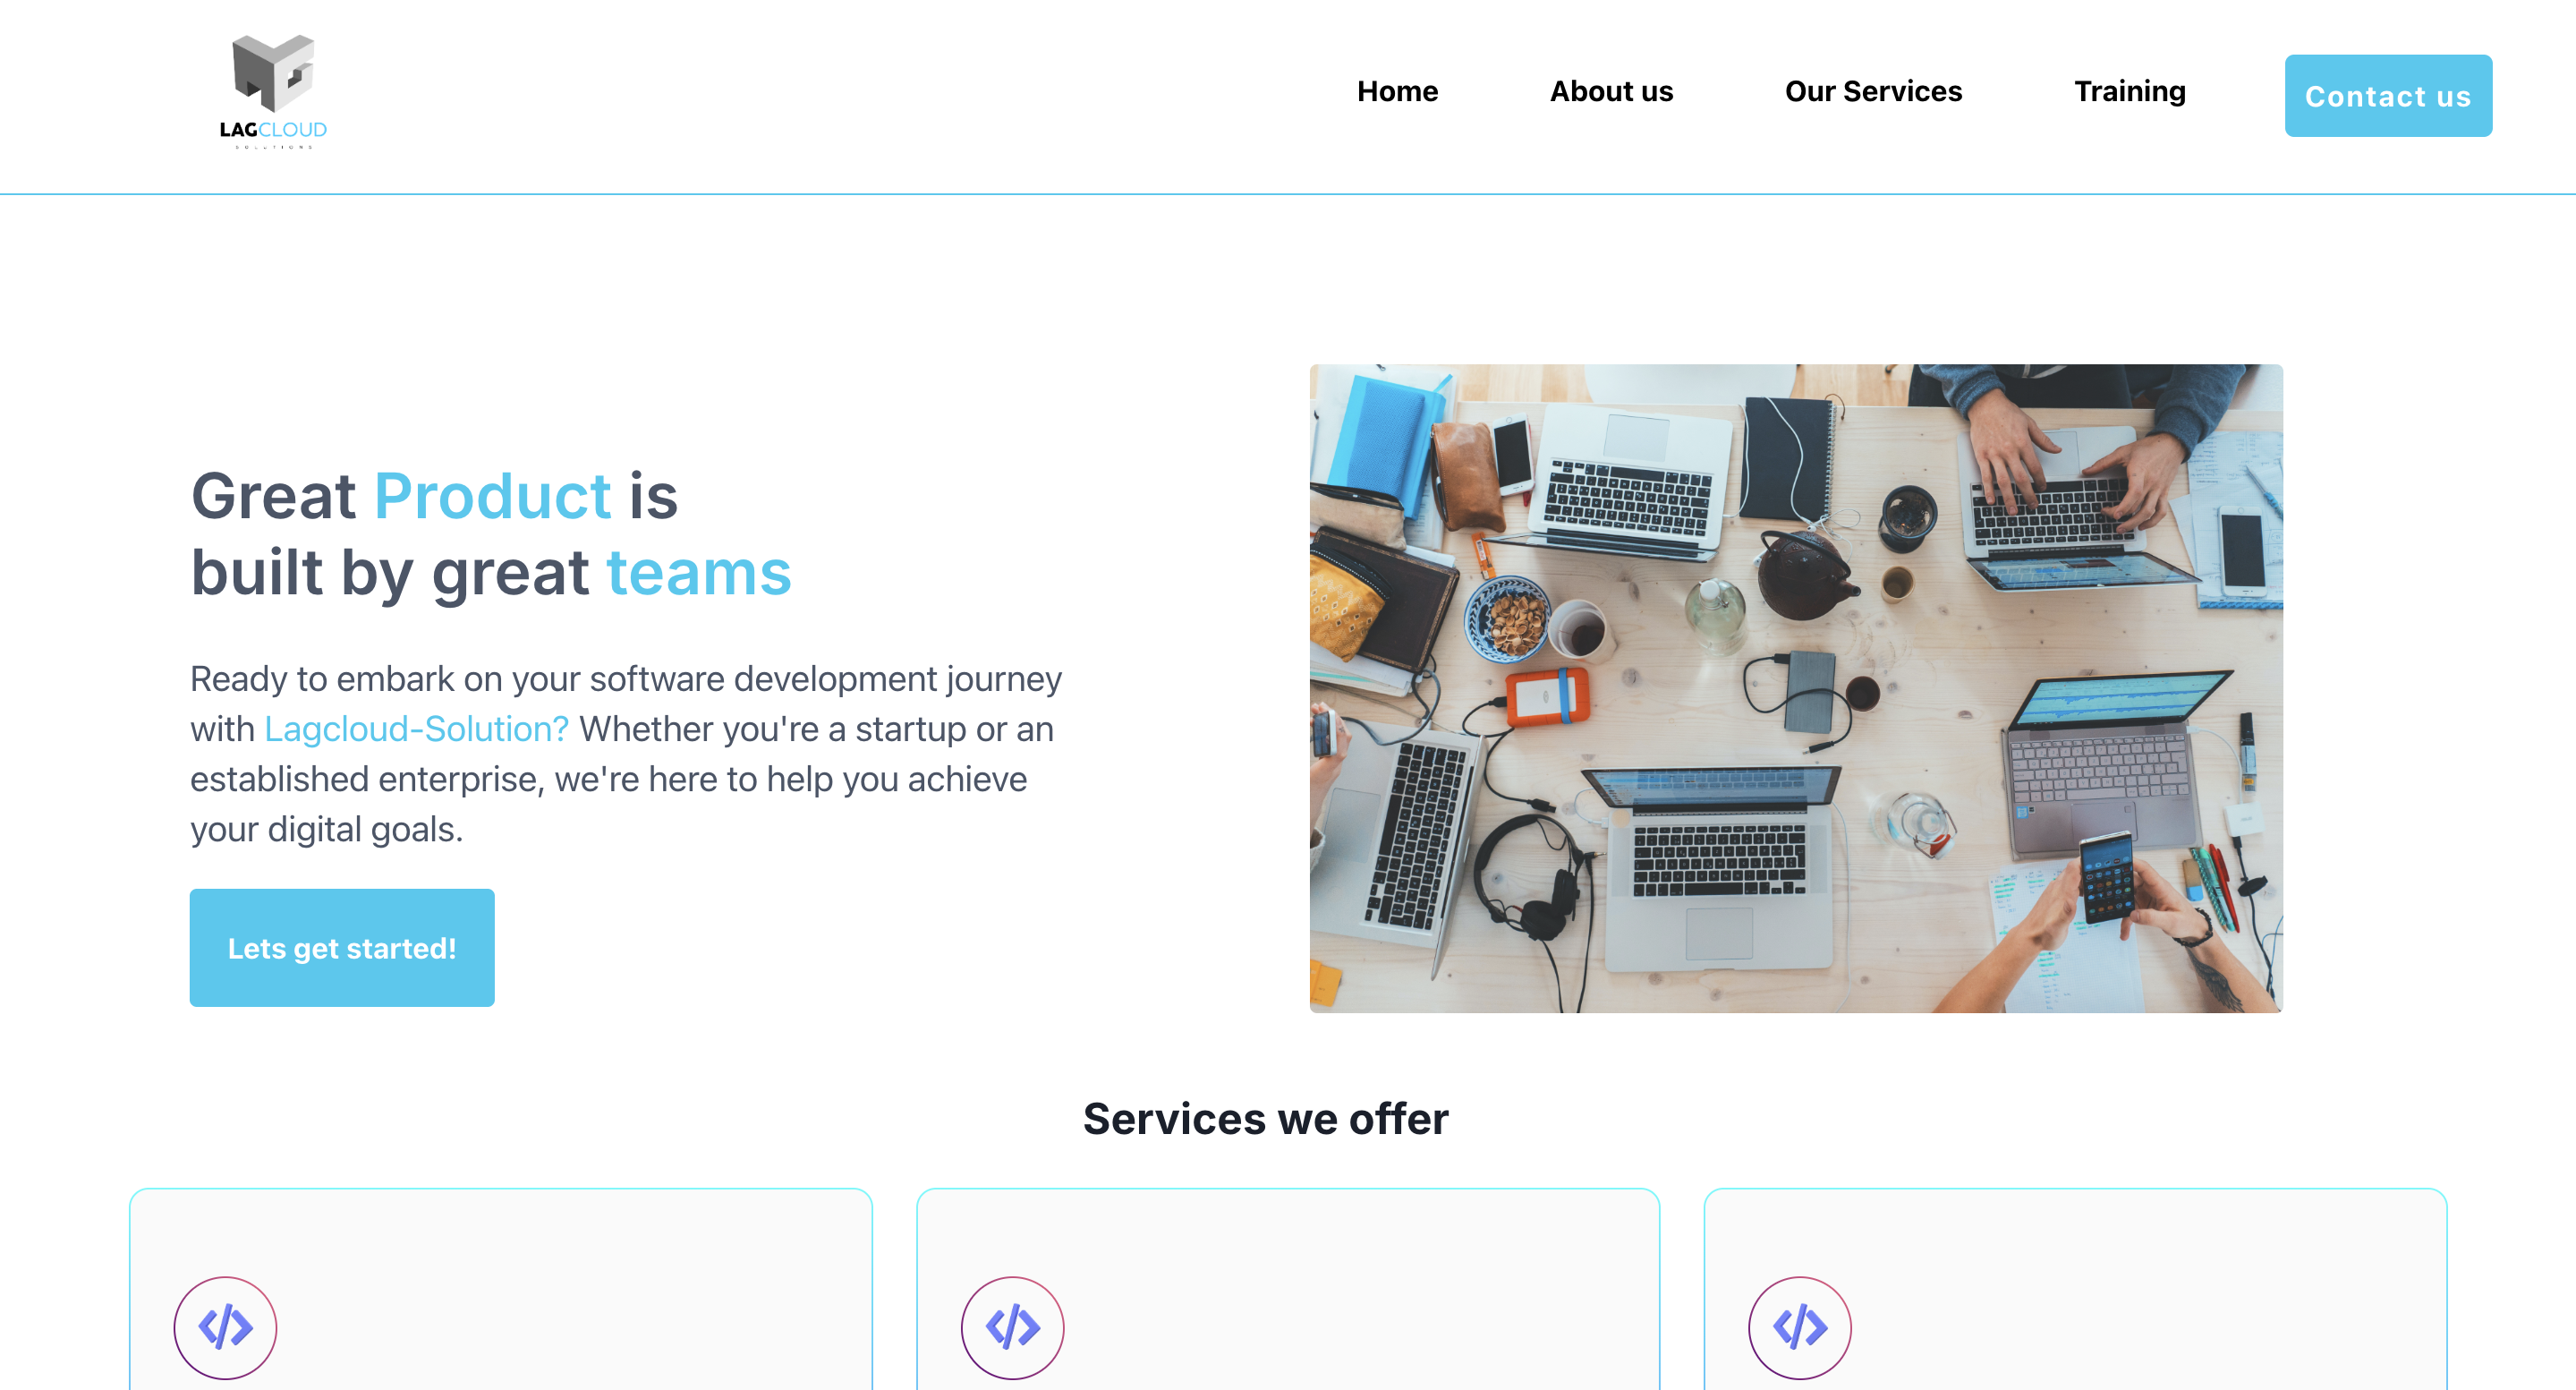 LAGCLOUD
SOLUTIONS
Home About us Our Services Training Contact us
Great Product is
built by great teams
Ready to embark on your software development journey
with Lagcloud-Solution? Whether you're a startup or an
established enterprise, we're here to help you achieve
your digital goals.
Lets get started!
Services we offer